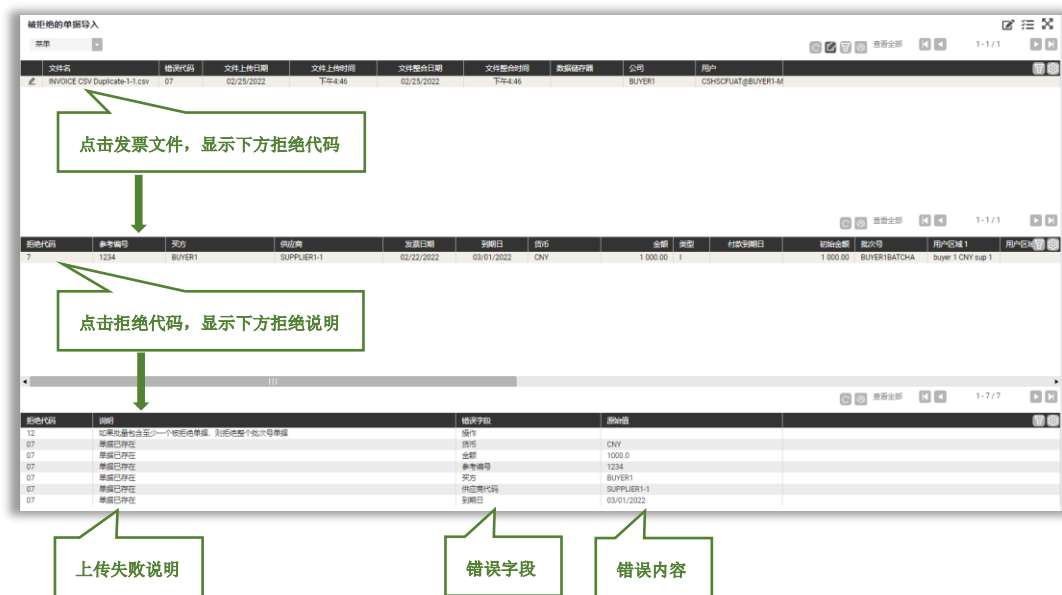 被拒绝的单据导入
菜单
查看全部 1-1/1
文件名 错误代码 文件上传日期 文件上传时间 文件整合日期 文件整合时间 数据储存器 公司 用户
INVOICE CSV Duplicate-1-1.csv 07 02/25/2022 下午4:46 02/25/2022 下午4:46 BUYER1 CSHSCFUAT@BUYER1-M
点击发票文件，显示下方拒绝代码
查看全部 1-1/1
拒绝代码 参考编号 买方 供应商 发票日期 到期日 货币 金额 类型 付款到期日 初始金额 批次号 用户区域 1 用户区域
7 1234 BUYER1 SUPPLIER1-1 02/22/2022 03/01/2022 CNY 1 000.00 I 1 000.00 BUYER1BATCHA buyer 1 CNY sup 1
点击拒绝代码，显示下方拒绝说明
查看全部 1-7/7
拒绝代码 说明 错误字段 原始值
12 如果批量包含至少一个被拒绝单据，则拒绝整个批次号单据 操作
07 单据已存在 货币 CNY
07 单据已存在 金额 1000.0
07 单据已存在 参考编号 1234
07 单据已存在 买方 BUYER1
07 单据已存在 供应商代码 SUPPLIER1-1
07 单据已存在 到期日 03/01/2022
上传失败说明 错误字段 错误内容